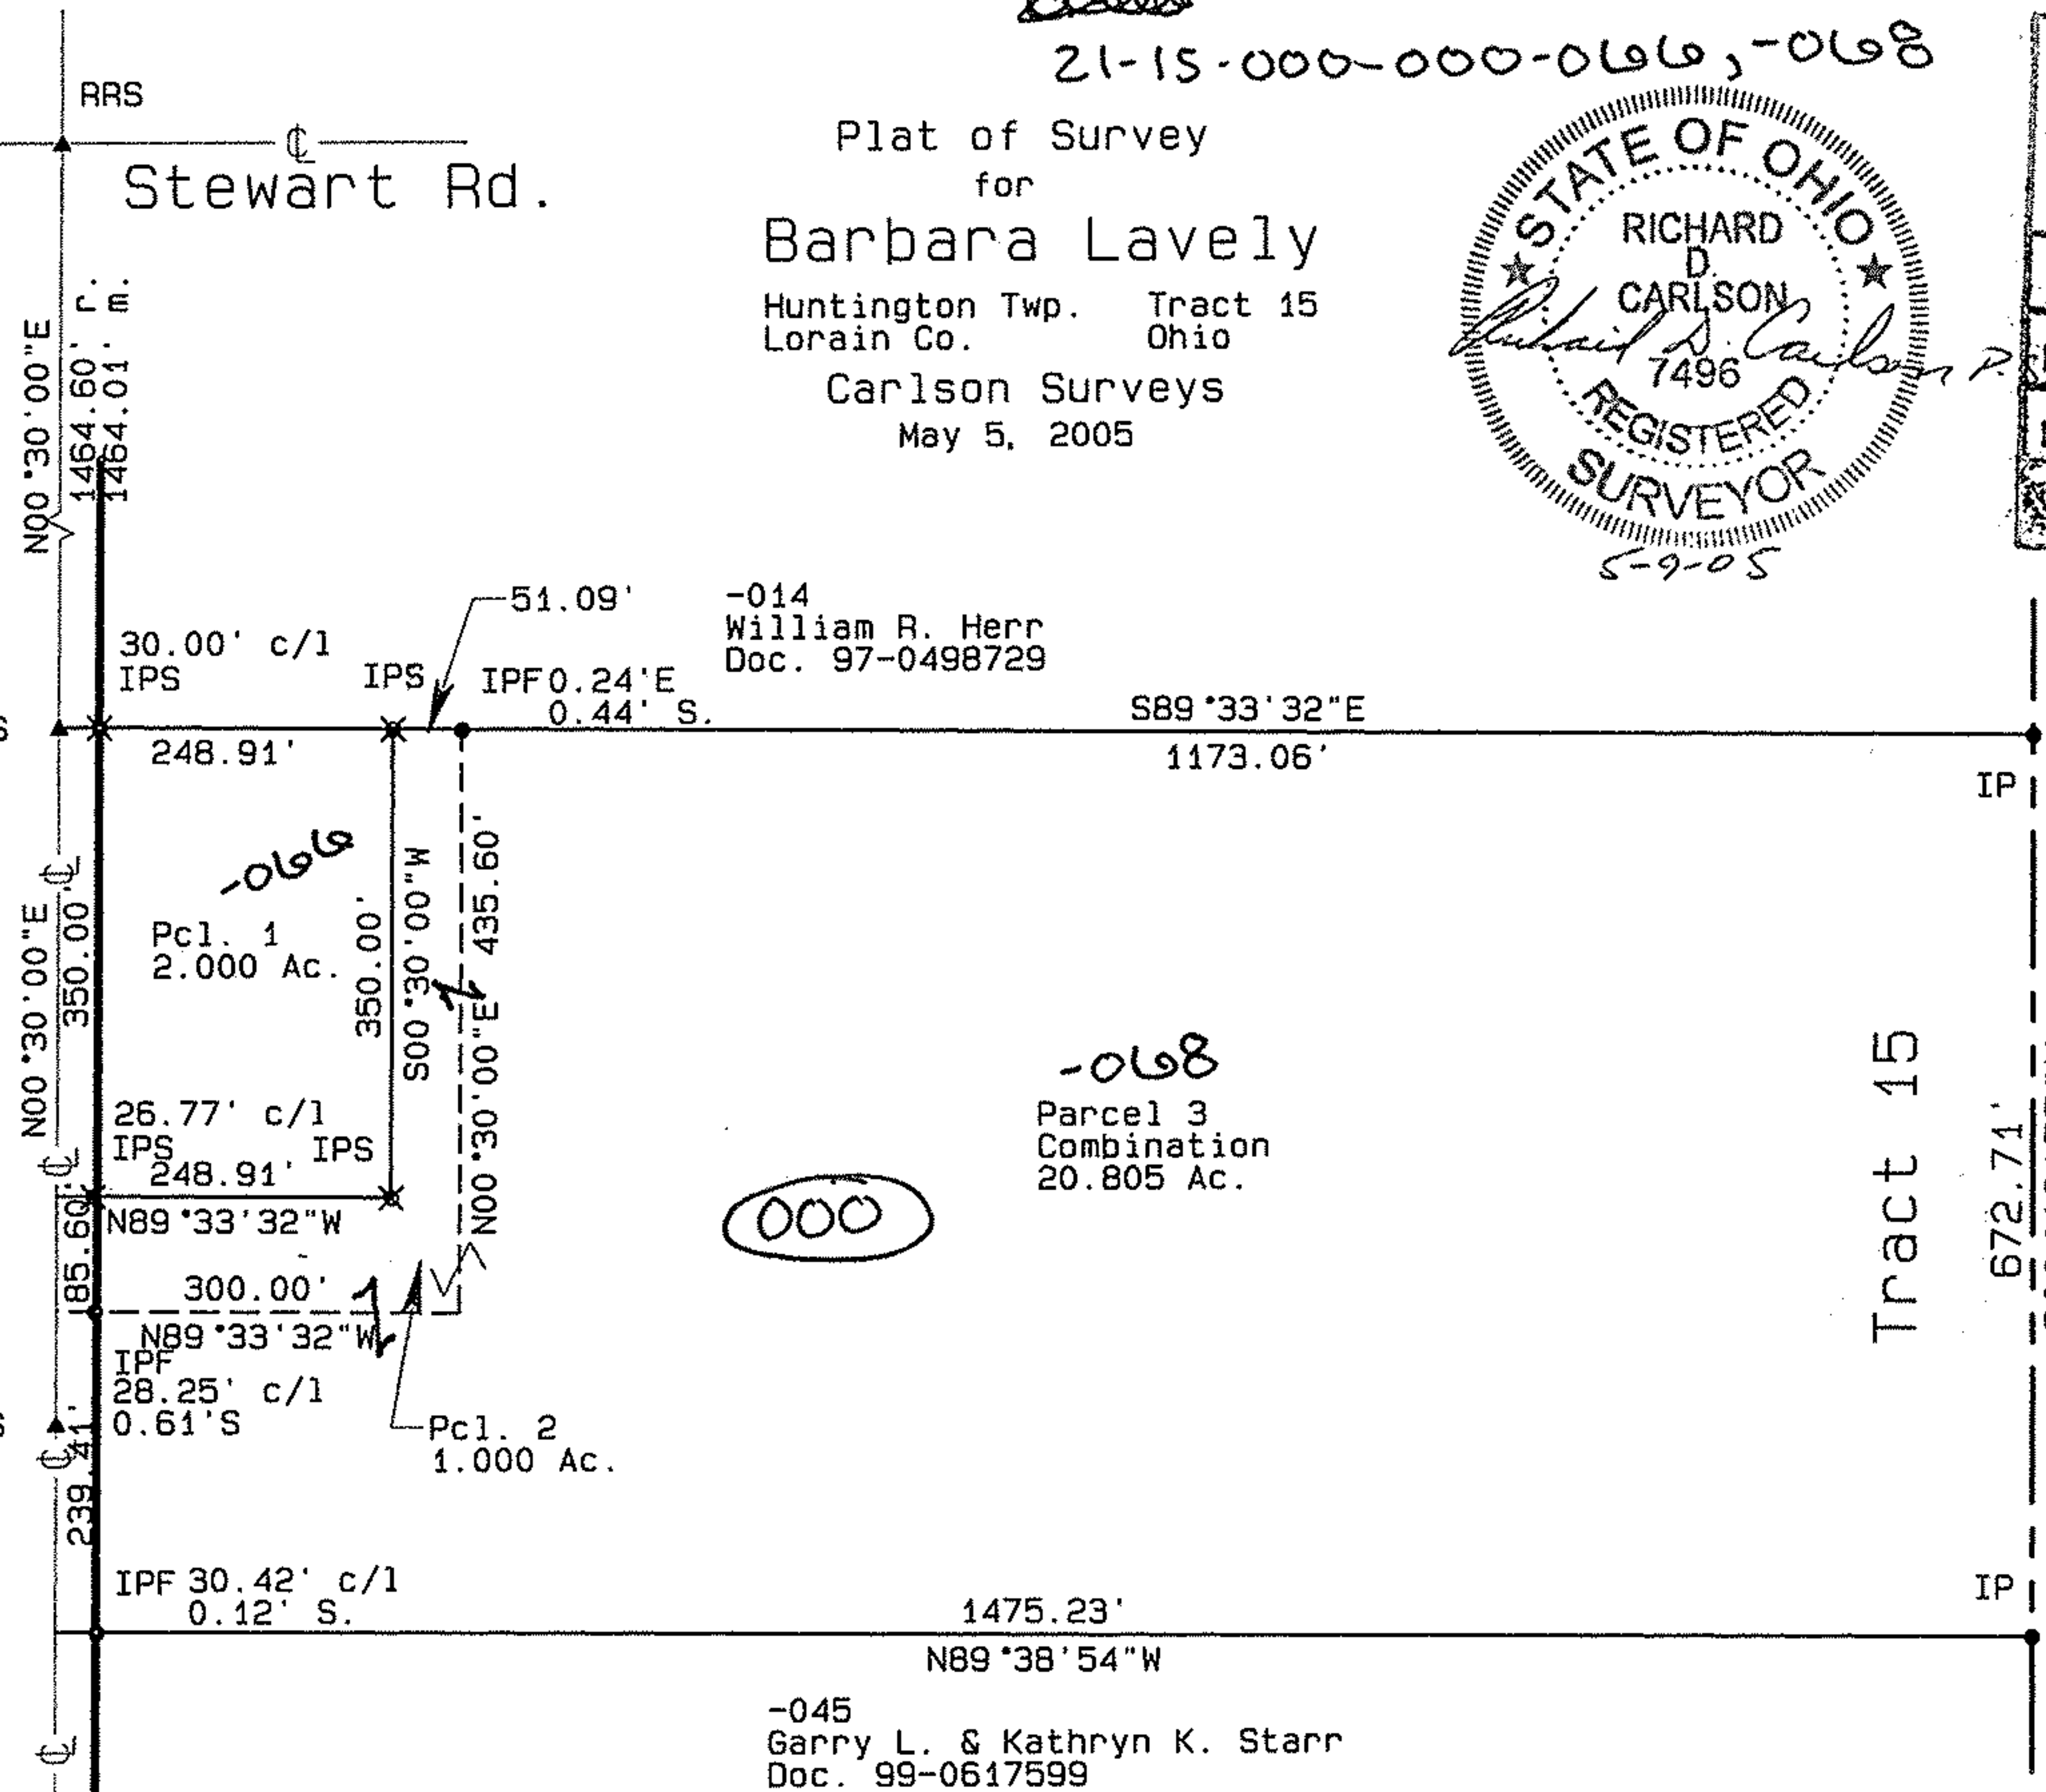 21-15-000-000-066, -068
RRS
℄
Stewart Rd.
Plat of Survey
for
Barbara Lavely
Huntington Twp. Tract 15
Lorain Co. Ohio
Carlson Surveys
May 5, 2005
STATE OF OHIO
RICHARD
D.
CARLSON
7496
REGISTERED
SURVEYOR
Richard D. Carlson P.S.
5-9-05
N00°30'00"E
1464.60' r.
1464.01' m.
51.09'
-014
William R. Herr
Doc. 97-0498729
30.00' c/l
IPS
IPS
IPF 0.24'E
0.44' S.
S89°33'32"E
248.91'
1173.06'
IP
-066
Pcl. 1
2.000 Ac.
℄
N00°30'00"E
350.00'
350.00'
S00°30'00"W
N00°30'00"E 435.60'
-068
Parcel 3
Combination
20.805 Ac.
000
Tract 15
672.71'
26.77' c/l
IPS
IPS
248.91'
N89°33'32"W
℄
85.60'
300.00'
N89°33'32"W
IPF
28.25' c/l
0.61'S
Pcl. 2
1.000 Ac.
℄
239.41'
IPF 30.42' c/l
0.12' S.
1475.23'
IP
N89°38'54"W
℄
-045
Garry L. & Kathryn K. Starr
Doc. 99-0617599